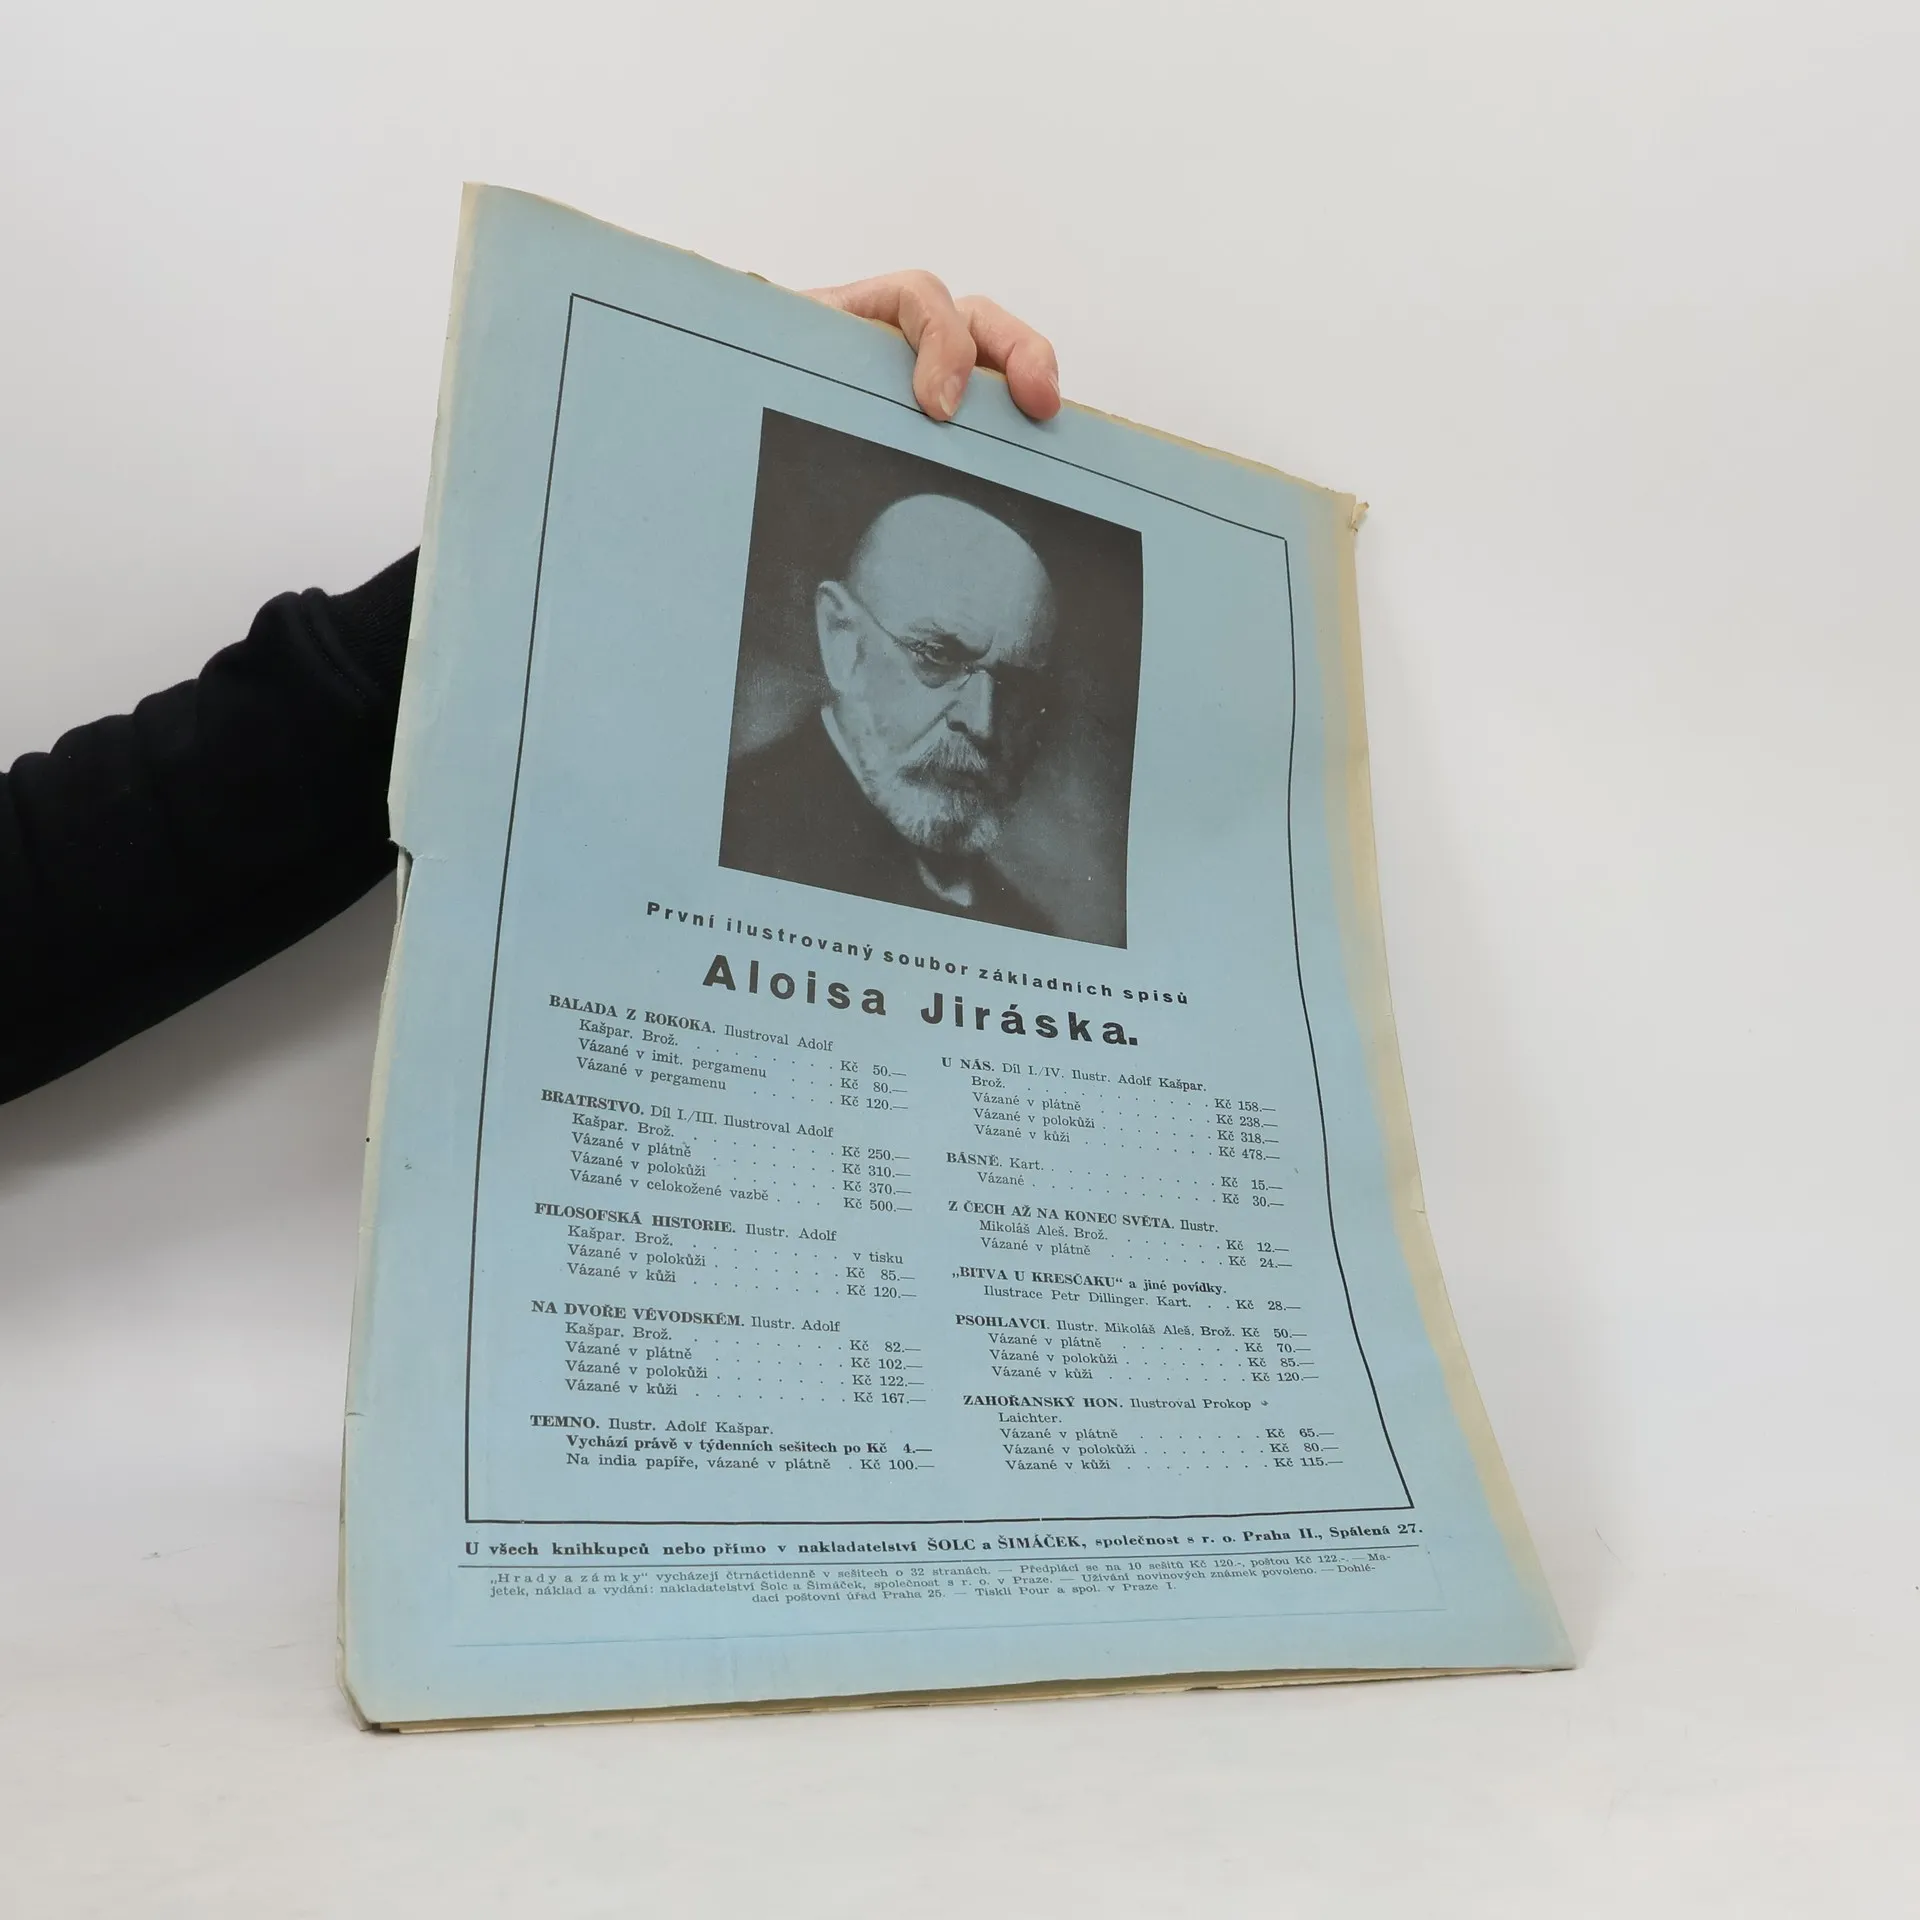 První ilustrovaný soubor základních spisů
Aloisa Jiráska.
BALADA Z ROKOKA. Ilustroval Adolf
Kašpar. Brož. . . . . . . . . Kč 50.—
Vázané v imit. pergamenu . . . Kč 80.—
Vázané v pergamenu . . . . . Kč 120.—
BRATRSTVO. Díl I./III. Ilustroval Adolf
Kašpar. Brož. . . . . . . . . Kč 250.—
Vázané v plátně . . . . . . . Kč 310.—
Vázané v polokůži . . . . . . Kč 370.—
Vázané v celokožené vazbě . . . Kč 500.—
FILOSOFSKÁ HISTORIE. Ilustr. Adolf
Kašpar. Brož. . . . . . . . . v tisku
Vázané v polokůži . . . . . . . Kč 85.—
Vázané v kůži . . . . . . . . Kč 120.—
NA DVOŘE VÉVODSKÉM. Ilustr. Adolf
Kašpar. Brož. . . . . . . . . Kč 82.—
Vázané v plátně . . . . . . . Kč 102.—
Vázané v polokůži . . . . . . . Kč 122.—
Vázané v kůži . . . . . . . . Kč 167.—
TEMNO. Ilustr. Adolf Kašpar.
Vychází právě v týdenních sešitech po Kč 4.—
Na india papíře, vázané v plátně . Kč 100.—
U NÁS. Díl I./IV. Ilustr. Adolf Kašpar.
Brož. . . . . . . . . . . Kč 158.—
Vázané v plátně . . . . . . . Kč 238.—
Vázané v polokůži . . . . . . . Kč 318.—
Vázané v kůži . . . . . . . . Kč 478.—
BÁSNĚ. Kart. . . . . . . . . . Kč 15.—
Vázané . . . . . . . . . . Kč 30.—
Z ČECH AŽ NA KONEC SVĚTA. Ilustr.
Mikoláš Aleš. Brož. . . . . . . Kč 12.—
Vázané v plátně . . . . . . . Kč 24.—
„BITVA U KRESČAKU“ a jiné povídky.
Ilustrace Petr Dillinger. Kart. . . Kč 28.—
PSOHLAVCI. Ilustr. Mikoláš Aleš. Brož. Kč 50.—
Vázané v plátně . . . . . . . Kč 70.—
Vázané v polokůži . . . . . . . Kč 85.—
Vázané v kůži . . . . . . . . Kč 120.—
ZAHOŘANSKÝ HON. Ilustroval Prokop
Laichter.
Vázané v plátně . . . . . . . Kč 65.—
Vázané v polokůži . . . . . . . Kč 80.—
Vázané v kůži . . . . . . . . Kč 115.—
U všech knihkupců nebo přímo v nakladatelství ŠOLC a ŠIMÁČEK, společnost s r. o. Praha II., Spálená 27.
„Hrady a zámky“ vycházejí čtrnáctidenně v sešitech o 32 stranách. — Předplácí se na 10 sešitů Kč 120.-, poštou Kč 122.-. — Ma-
jetek, náklad a vydání: nakladatelství Šolc a Šimáček, společnost s r. o. v Praze. — Užívání novinových známek povoleno. — Dohlé-
dací poštovní úřad Praha 25. — Tiskli Pour a spol. v Praze I.